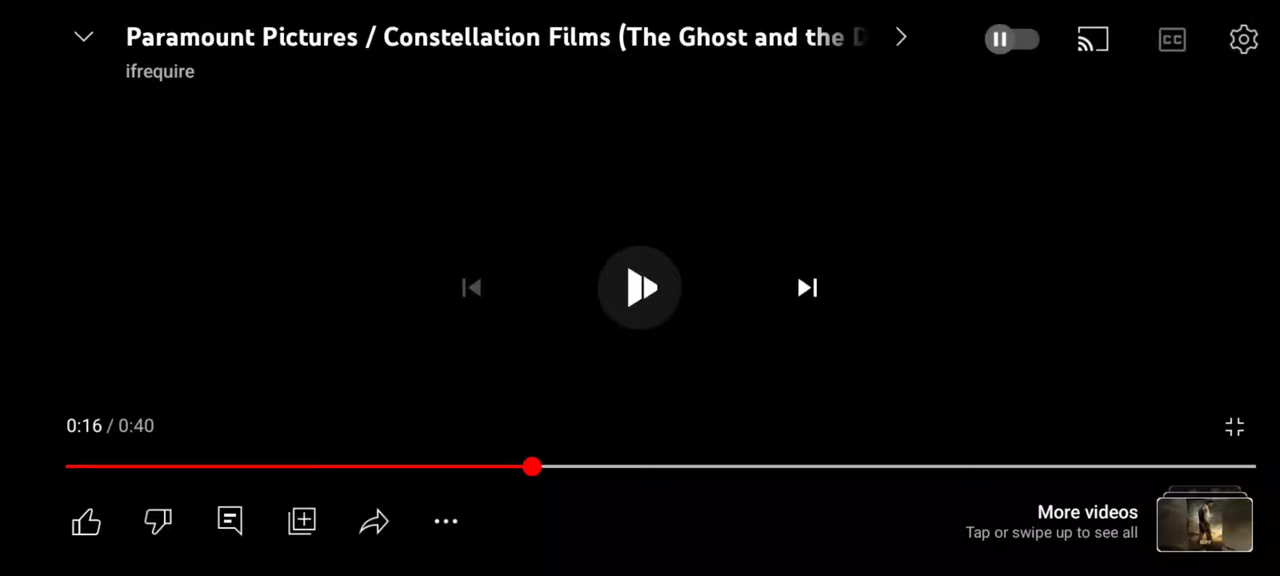 Paramount Pictures / Constellation Films (The Ghost and the
ifrequire
CC
0:16 / 0:40
More videos
Tap or swipe up to see all